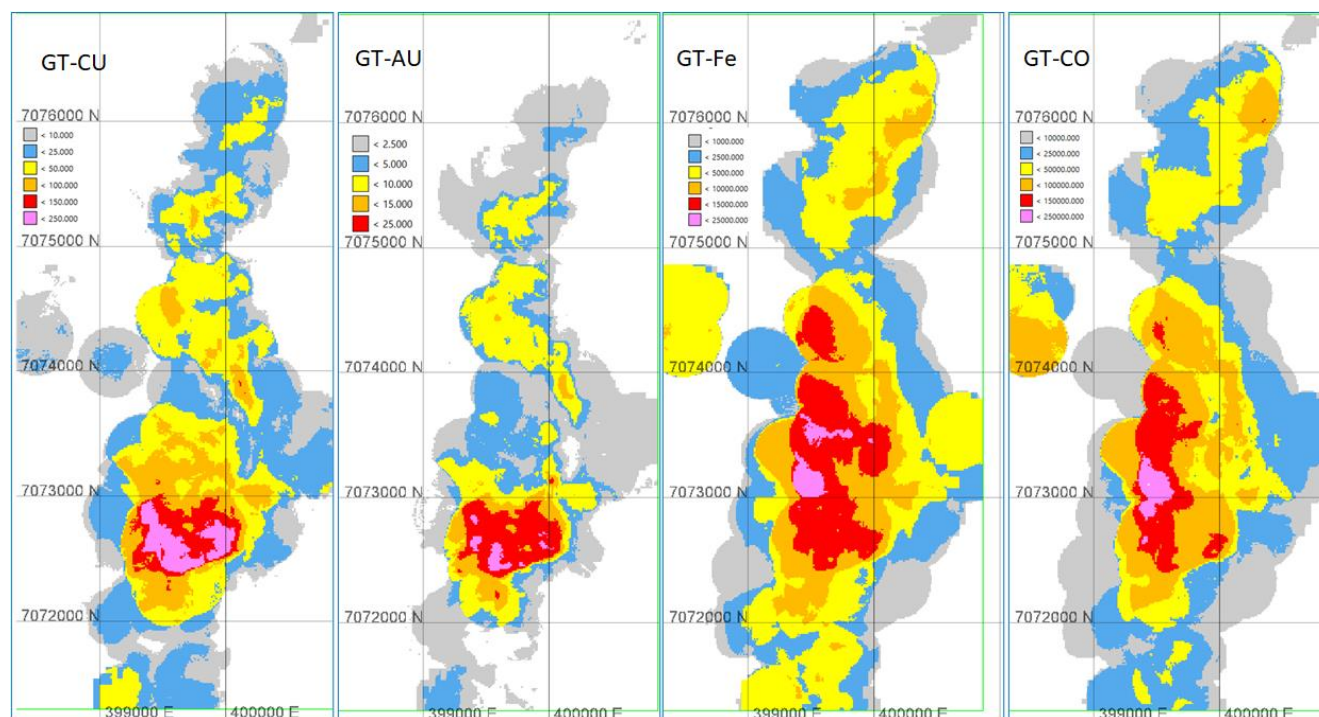 GT-CU
7076000 N
< 10.000
< 25.000
< 50.000
< 100.000
< 150.000
< 250.000
7075000 N
7074000 N
7073000 N
7072000 N
399000 E
400000 E
GT-AU
7076000 N
< 2.500
< 5.000
< 10.000
< 15.000
< 25.000
7075000 N
7074000 N
7073000 N
7072000 N
399000 E
400000 E
GT-Fe
7076000 N
< 1000.000
< 2500.000
< 5000.000
< 10000.000
< 15000.000
< 25000.000
7075000 N
7074000 N
7073000 N
7072000 N
399000 E
400000 E
GT-CO
7076000 N
< 10000.000
< 25000.000
< 50000.000
< 100000.000
< 150000.000
< 250000.000
7075000 N
7074000 N
7073000 N
7072000 N
399000 E
400000 E